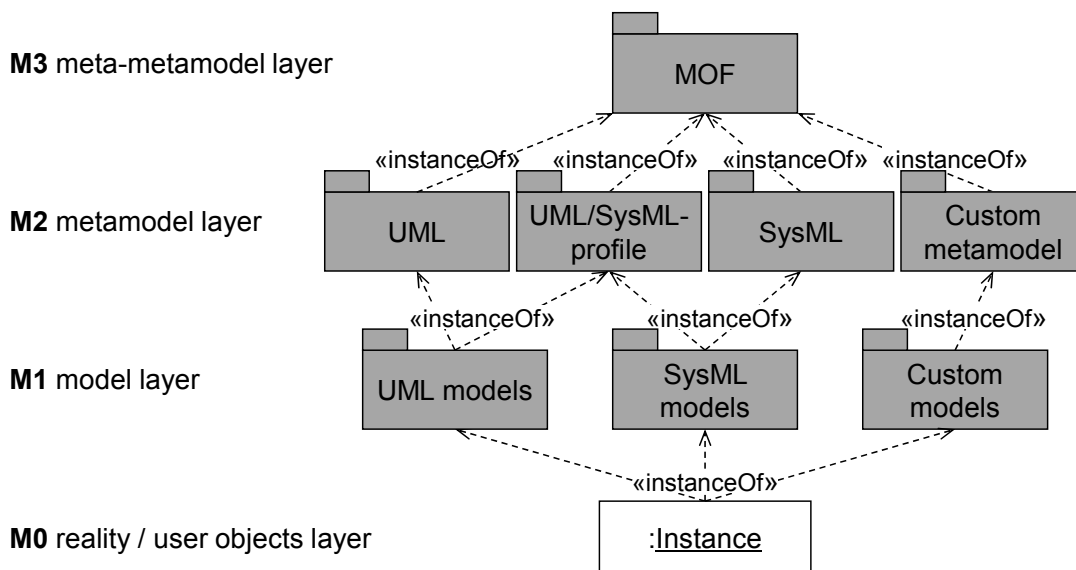 M3 meta-metamodel layer
MOF
«instanceOf» «instanceOf» «instanceOf» «instanceOf»
M2 metamodel layer
UML
UML/SysML-
profile
SysML
Custom
metamodel
«instanceOf» «instanceOf» «instanceOf»
M1 model layer
UML models
SysML
models
Custom
models
«instanceOf»
M0 reality / user objects layer
:Instance